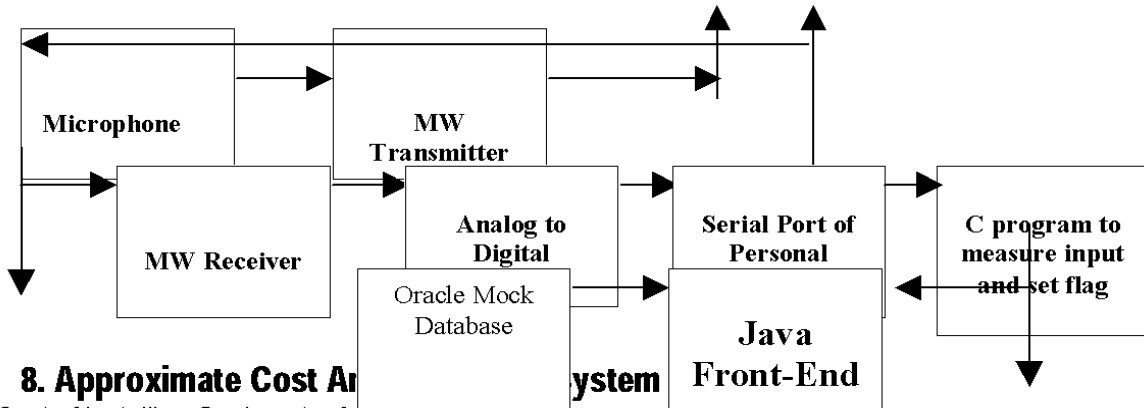 Microphone
MW
Transmitter
MW Receiver
Analog to
Digital
Serial Port of
Personal
C program to
measure input
and set flag
Oracle Mock
Database
Java
Front-End
8. Approximate Cost
ystem